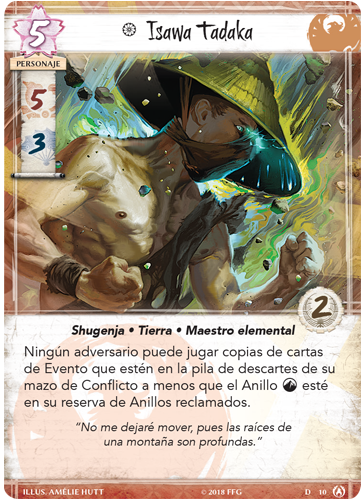 5
Isawa Tadaka
PERSONAJE
5
3
2
Shugenja • Tierra • Maestro elemental
Ningún adversario puede jugar copias de cartas
de Evento que estén en la pila de descartes de su
mazo de Conflicto a menos que el Anillo esté
en su reserva de Anillos reclamados.
“No me dejaré mover, pues las raíces de
una montaña son profundas.”
ILLUS. AMÉLIE HUTT © 2018 FFG D 10